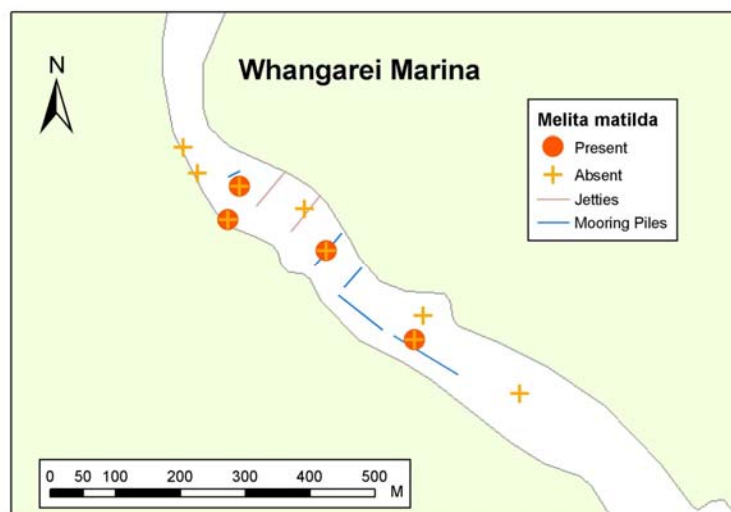 Whangarei Marina
N
Melita matilda
Present
Absent
Jetties
Mooring Piles
0 50 100 200 300 400 500
M